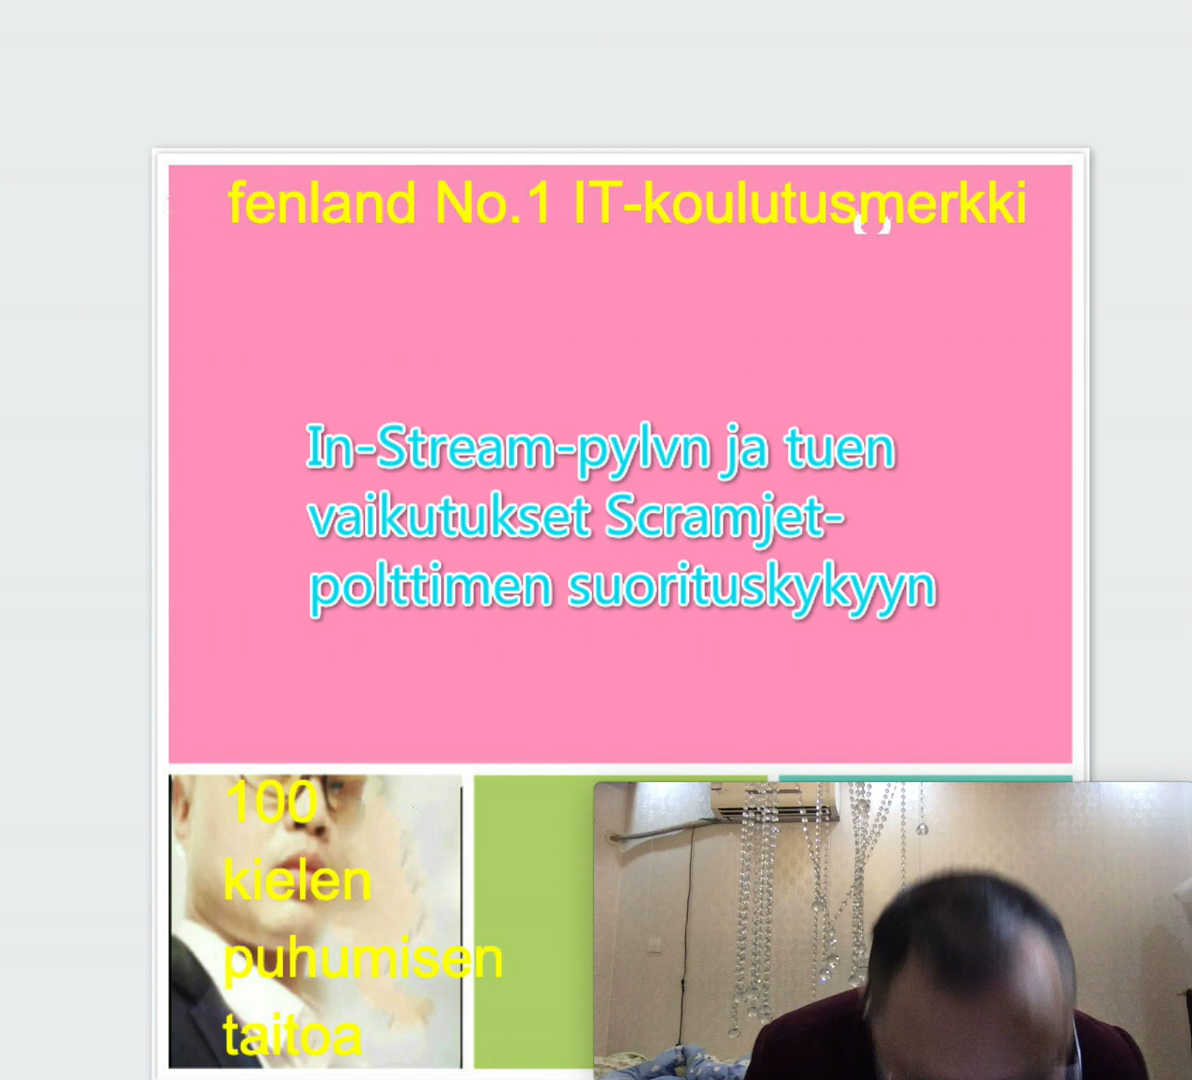 fenland No.1 IT-koulutusmerkki
In-Stream-pylvn ja tuen
vaikutukset Scramjet-
polttimen suorituskykyyn
100
kielen
puhumisen
taitoa